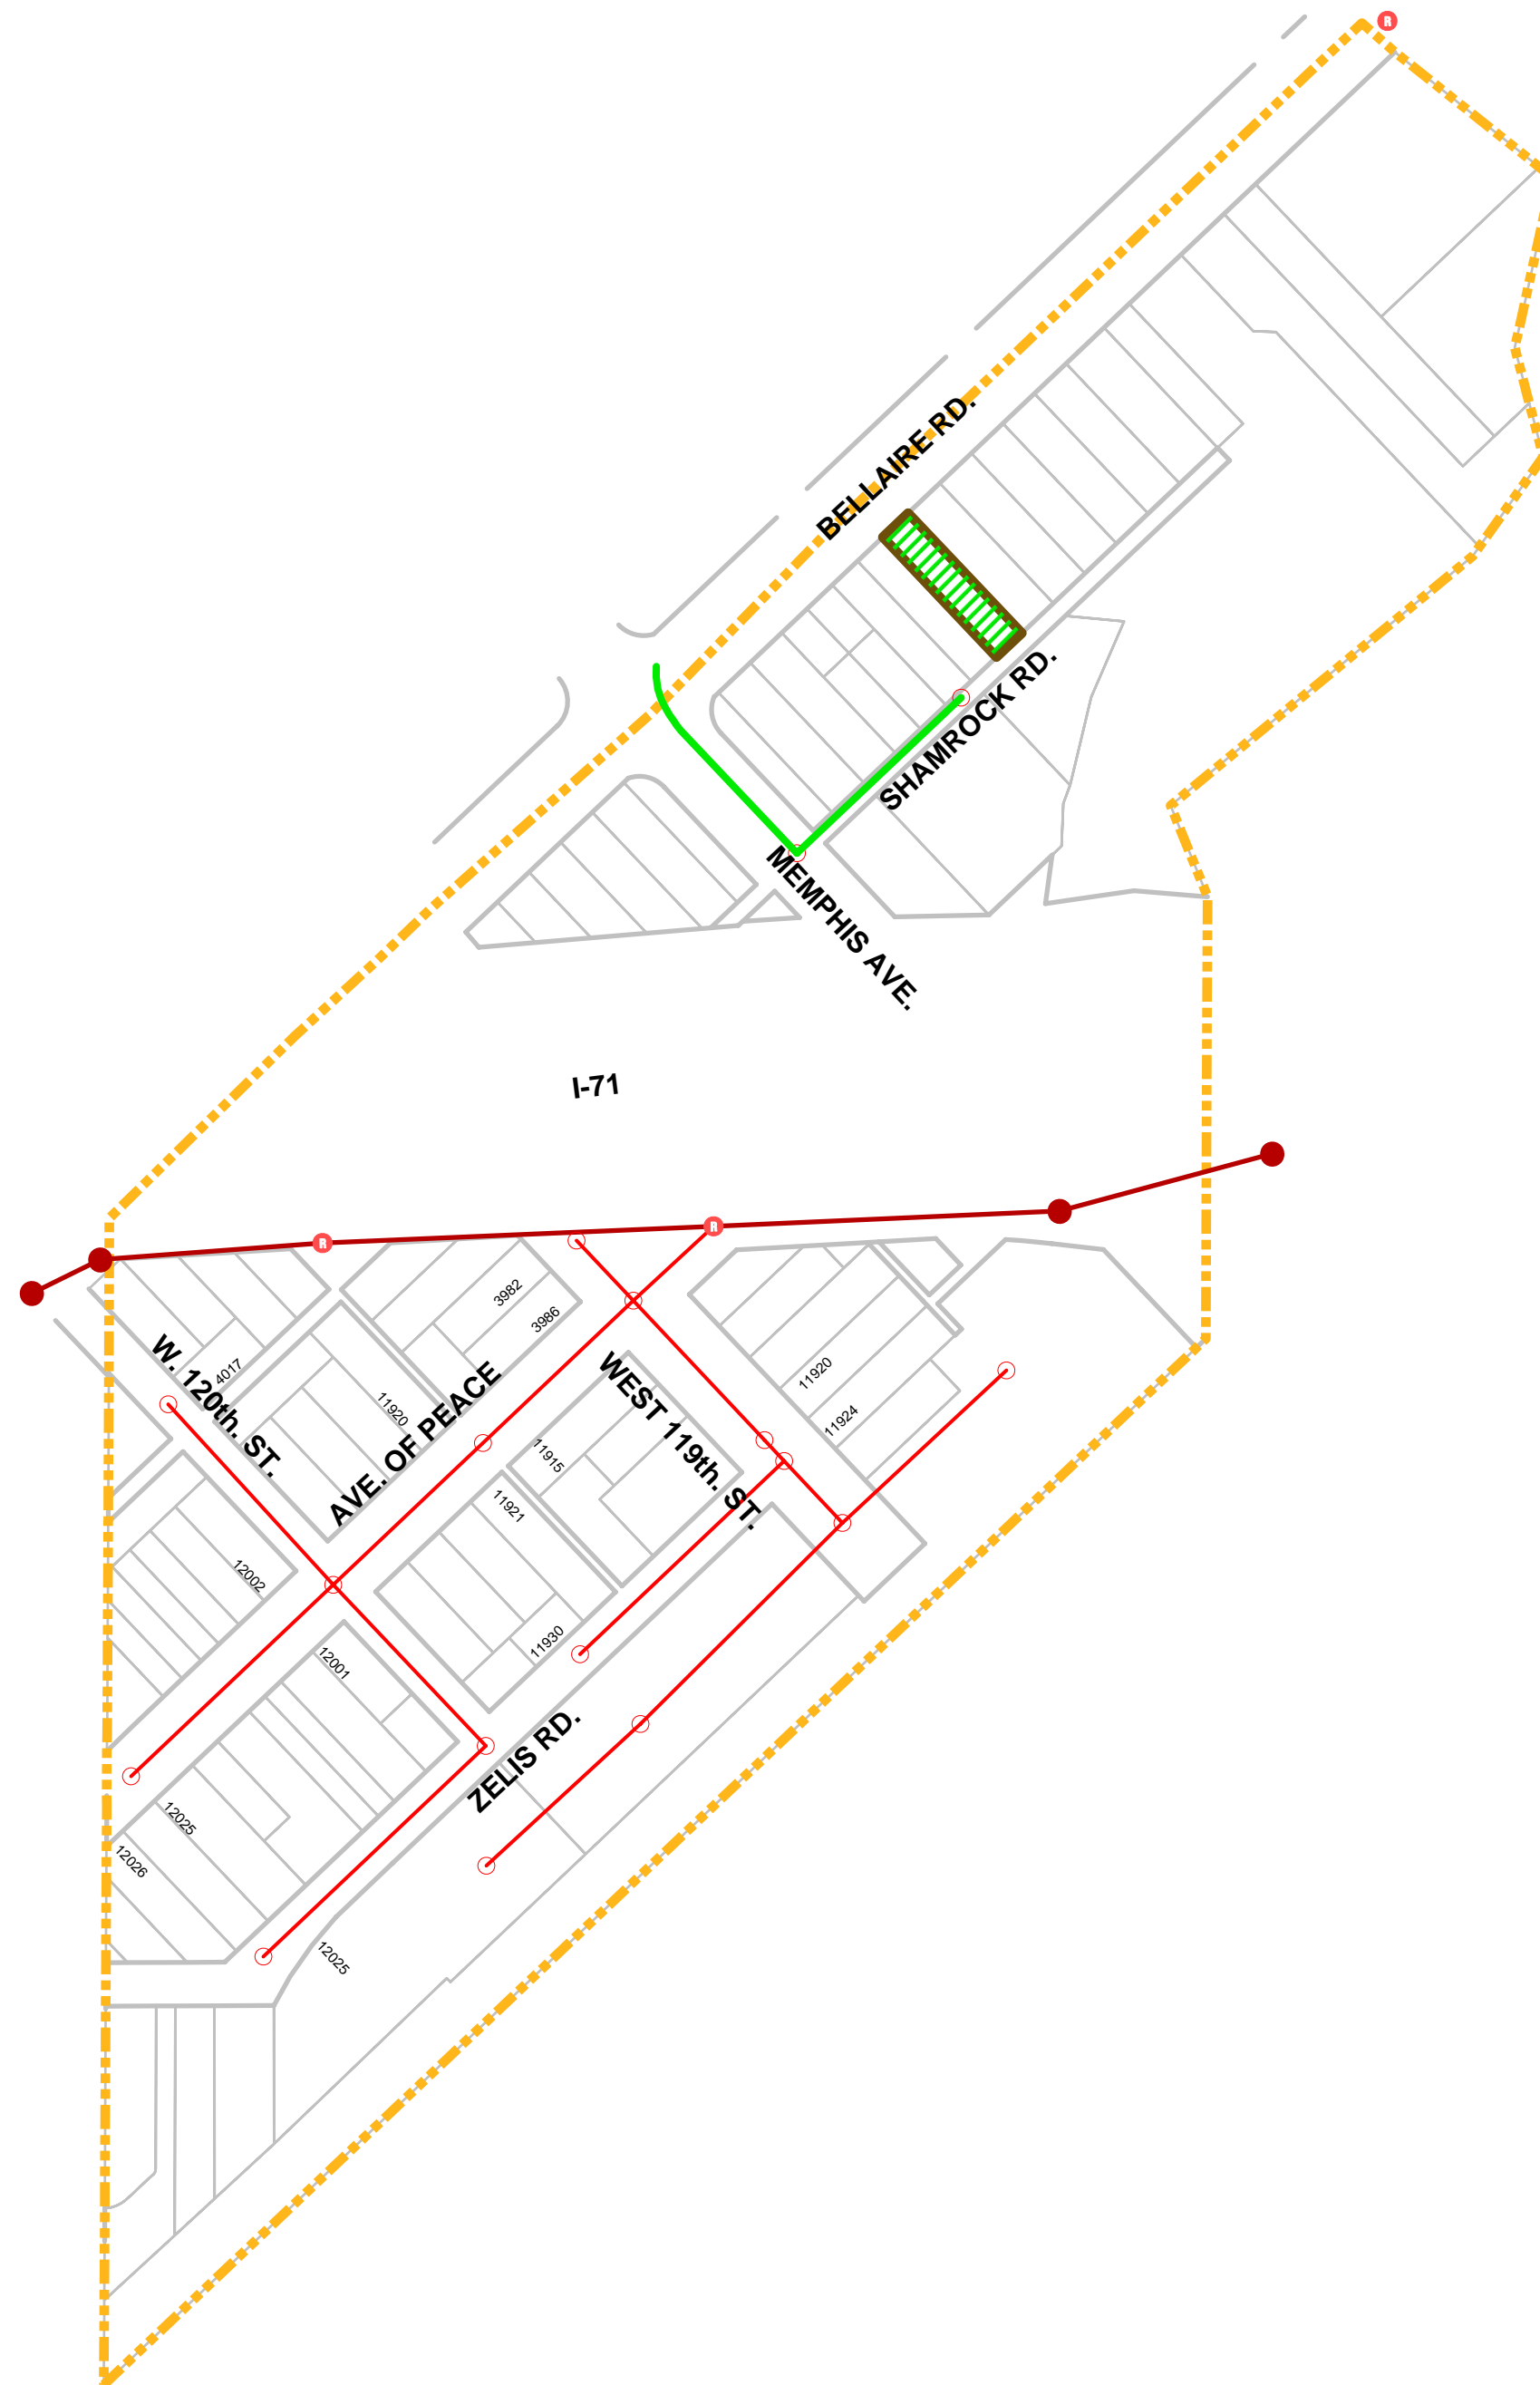 R
BELLAIRE RD.
SHAMROCK RD.
MEMPHIS AVE.
I-71
R
R
3982
3986
W. 120th. ST.
4017
11920
AVE. OF PEACE
WEST 119th. ST.
11920
11924
11915
11921
12002
11930
12001
ZELIS RD.
12025
12026
12025